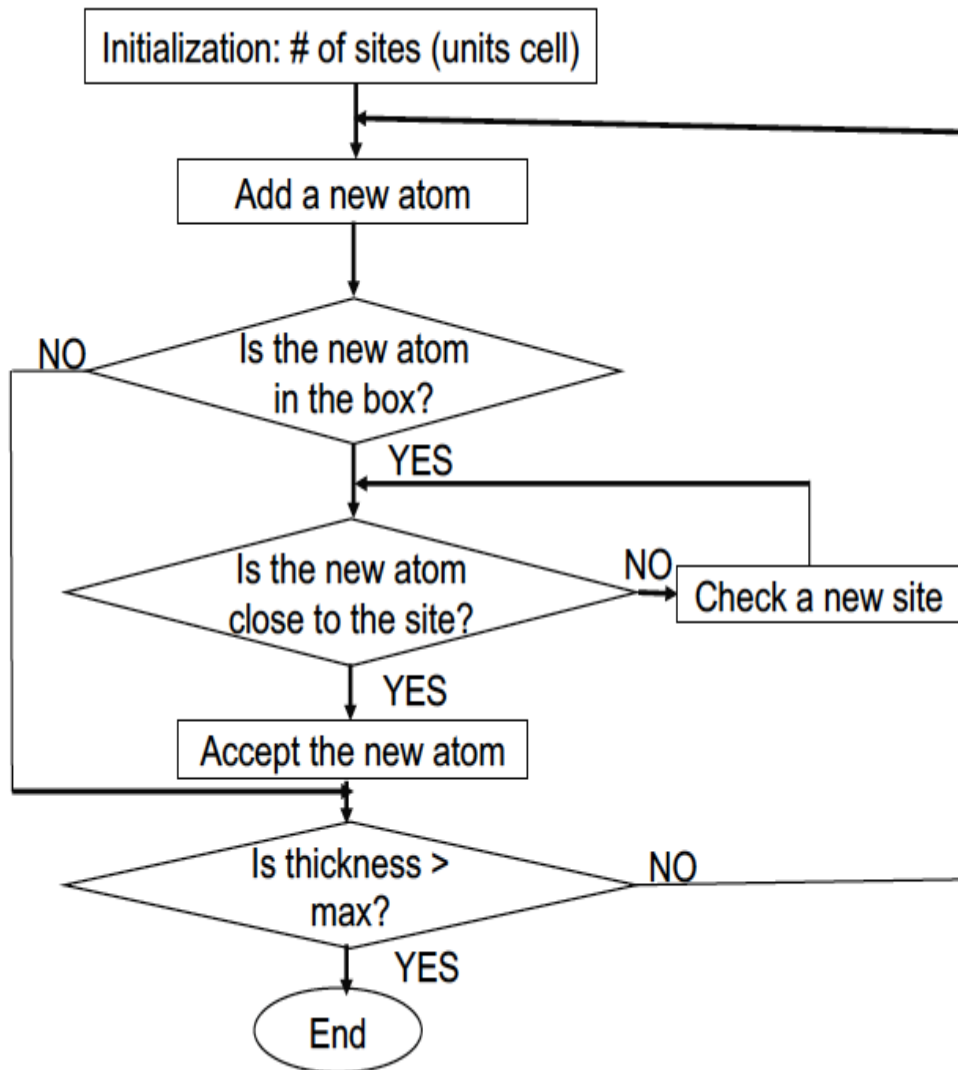 Initialization: # of sites (units cell)
Add a new atom
Is the new atom
in the box?
NO
YES
Is the new atom
close to the site?
NO
Check a new site
YES
Accept the new atom
Is thickness >
max?
NO
YES
End